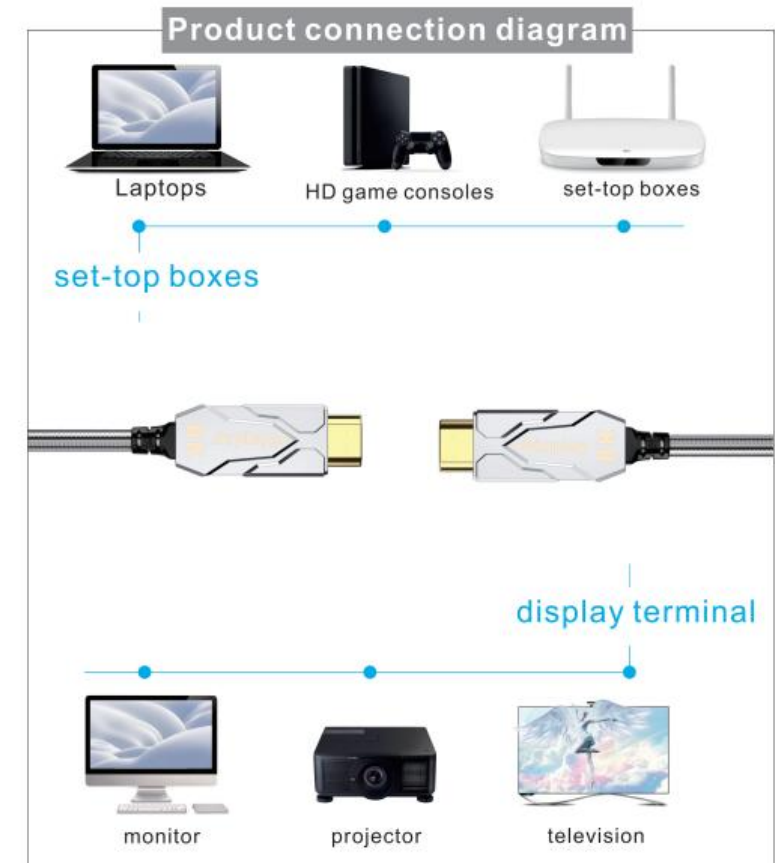 Product connection diagram
Laptops
HD game consoles
set-top boxes
set-top boxes
display terminal
monitor
projector
television